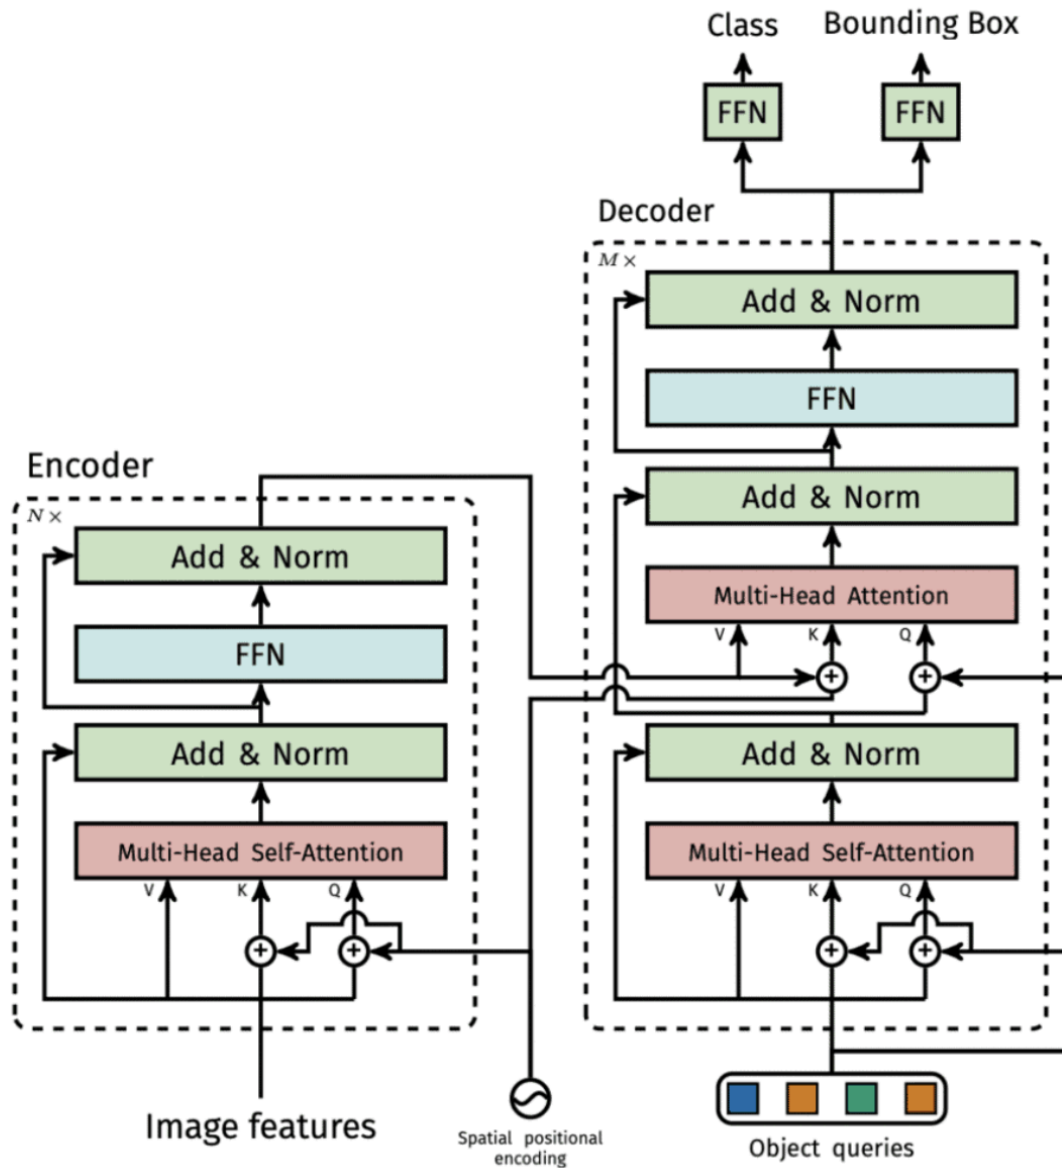 Class
Bounding Box
FFN
FFN
Decoder
M ×
Add & Norm
FFN
Add & Norm
Multi-Head Attention
V
K
Q
+
+
Add & Norm
Multi-Head Self-Attention
V
K
Q
+
+
Object queries
Encoder
N ×
Add & Norm
FFN
Add & Norm
Multi-Head Self-Attention
V
K
Q
+
+
Image features
Spatial positional
encoding